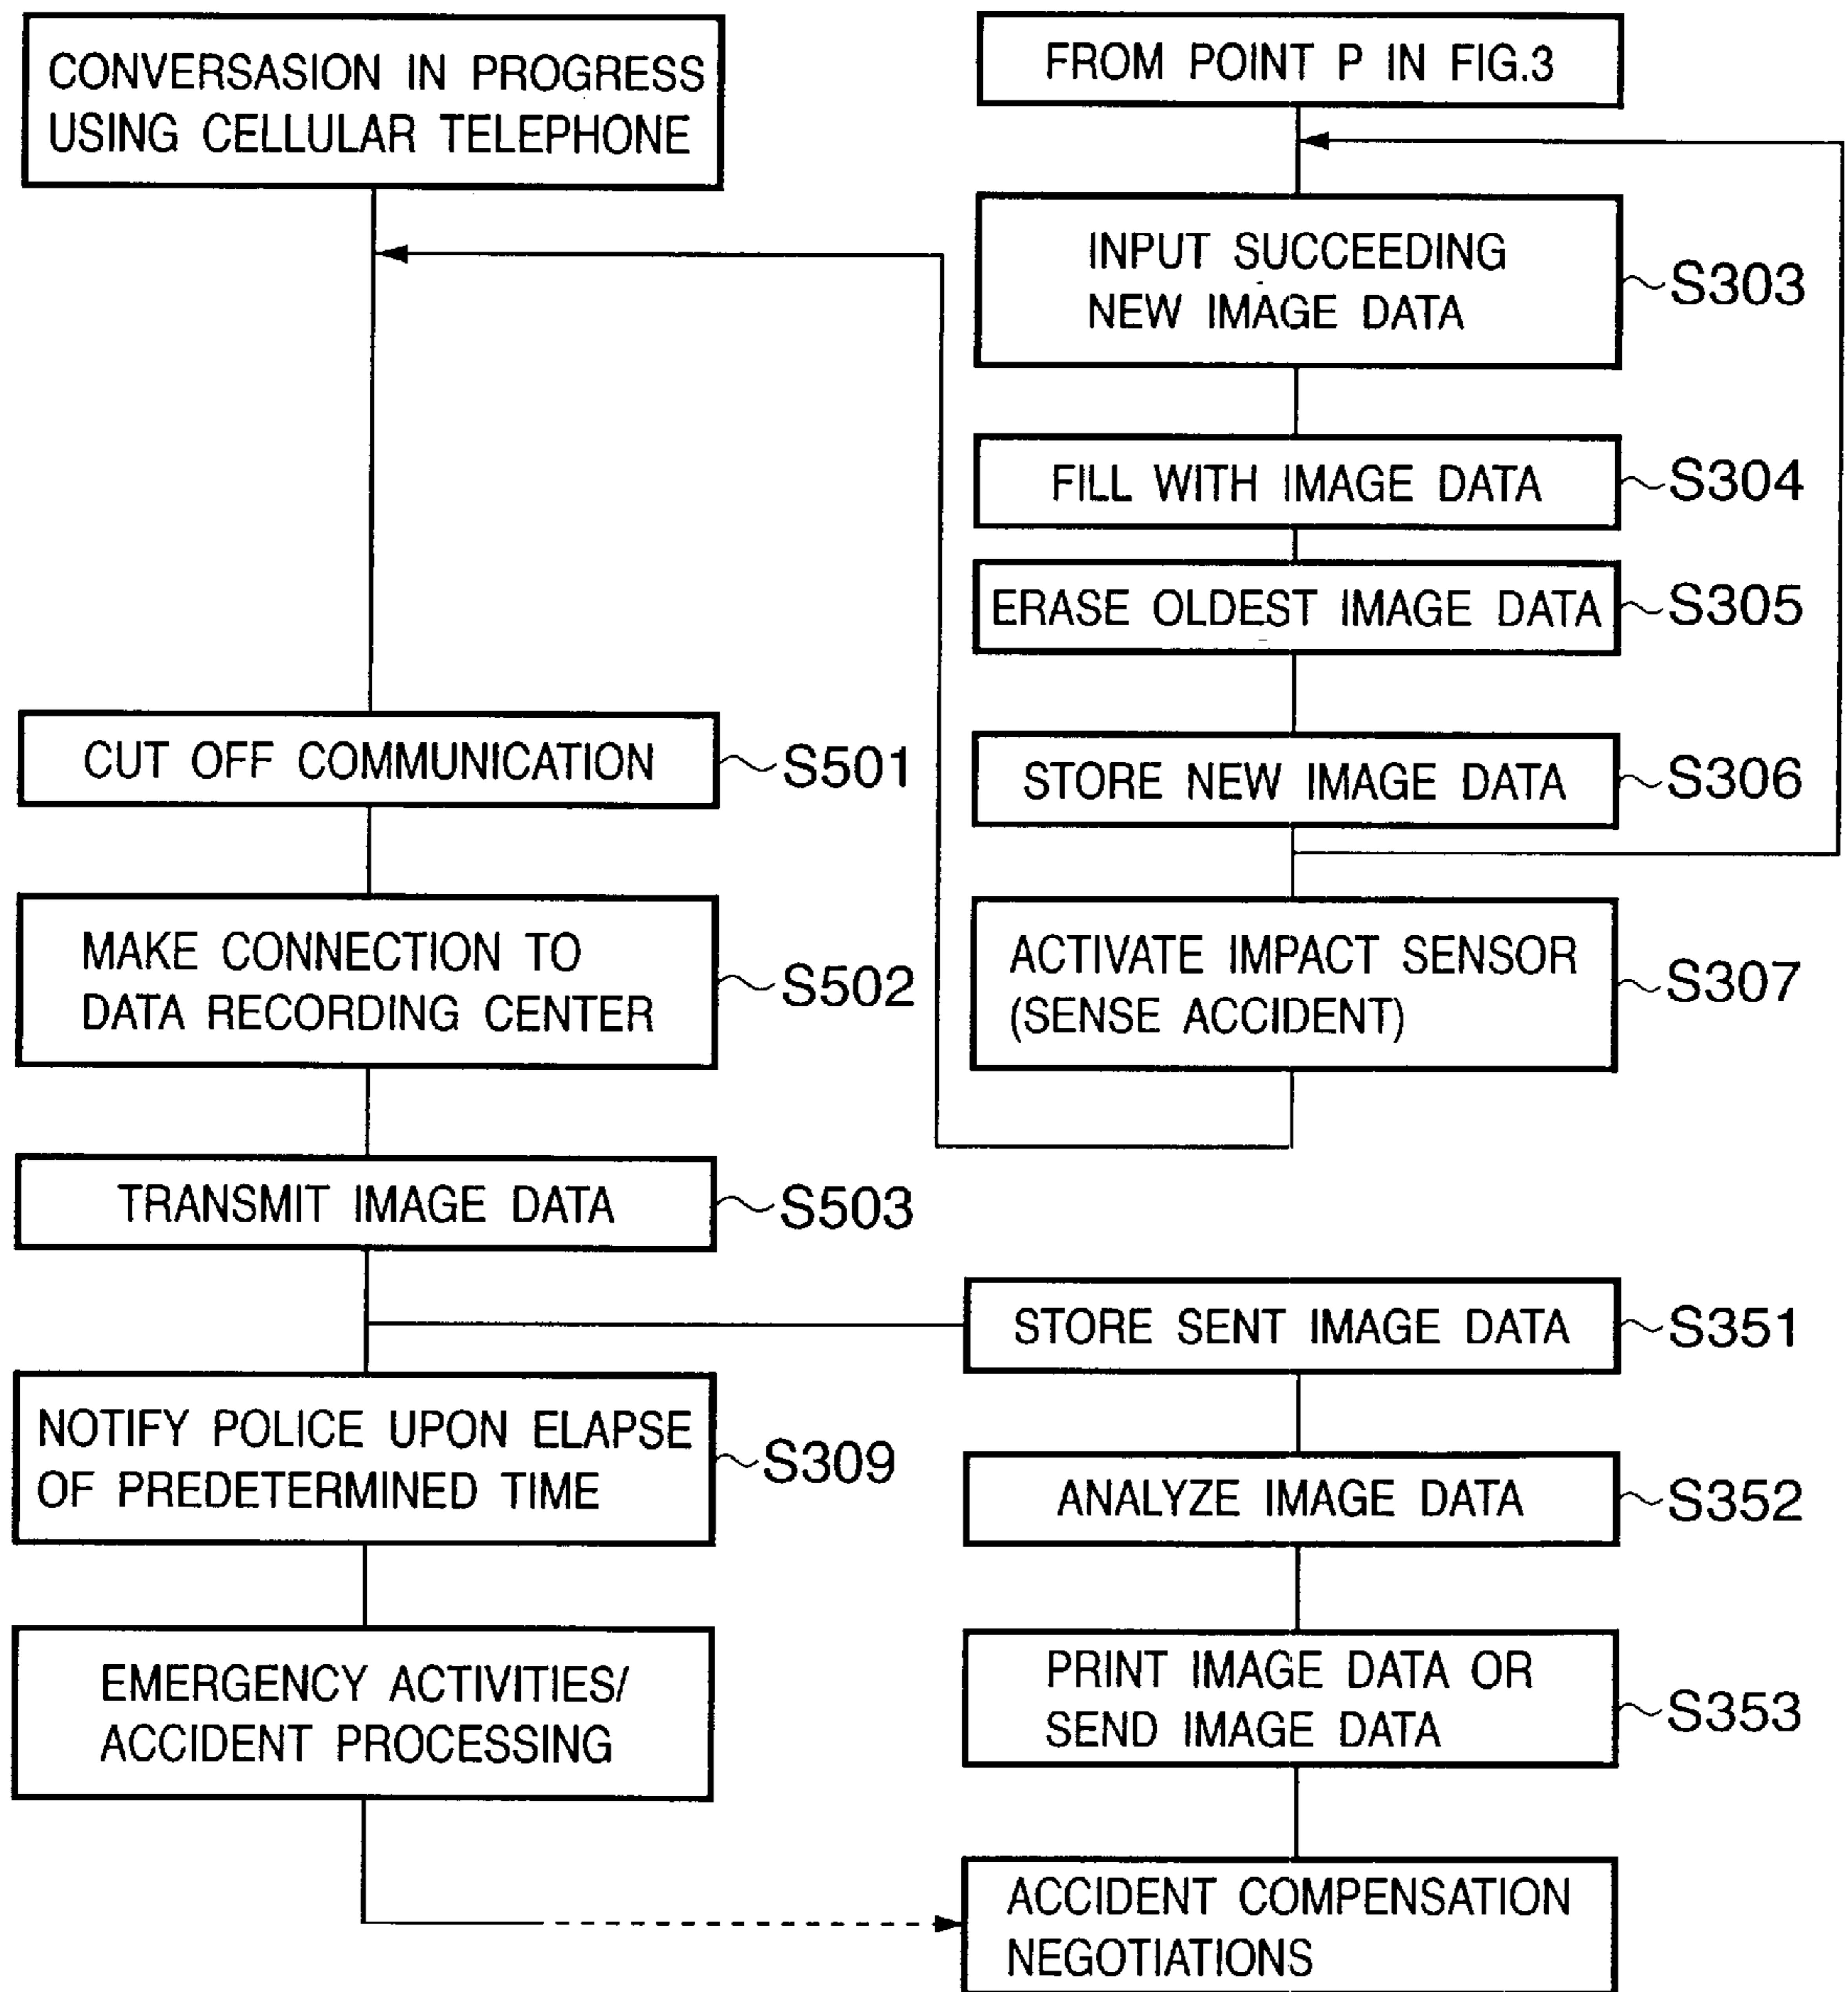 CONVERSASION IN PROGRESS
USING CELLULAR TELEPHONE
FROM POINT P IN FIG.3
INPUT SUCCEEDING
NEW IMAGE DATA
S303
FILL WITH IMAGE DATA
S304
ERASE OLDEST IMAGE DATA
S305
CUT OFF COMMUNICATION
S501
STORE NEW IMAGE DATA
S306
MAKE CONNECTION TO
DATA RECORDING CENTER
S502
ACTIVATE IMPACT SENSOR
(SENSE ACCIDENT)
S307
TRANSMIT IMAGE DATA
S503
STORE SENT IMAGE DATA
S351
NOTIFY POLICE UPON ELAPSE
OF PREDETERMINED TIME
S309
ANALYZE IMAGE DATA
S352
EMERGENCY ACTIVITIES/
ACCIDENT PROCESSING
PRINT IMAGE DATA OR
SEND IMAGE DATA
S353
ACCIDENT COMPENSATION
NEGOTIATIONS